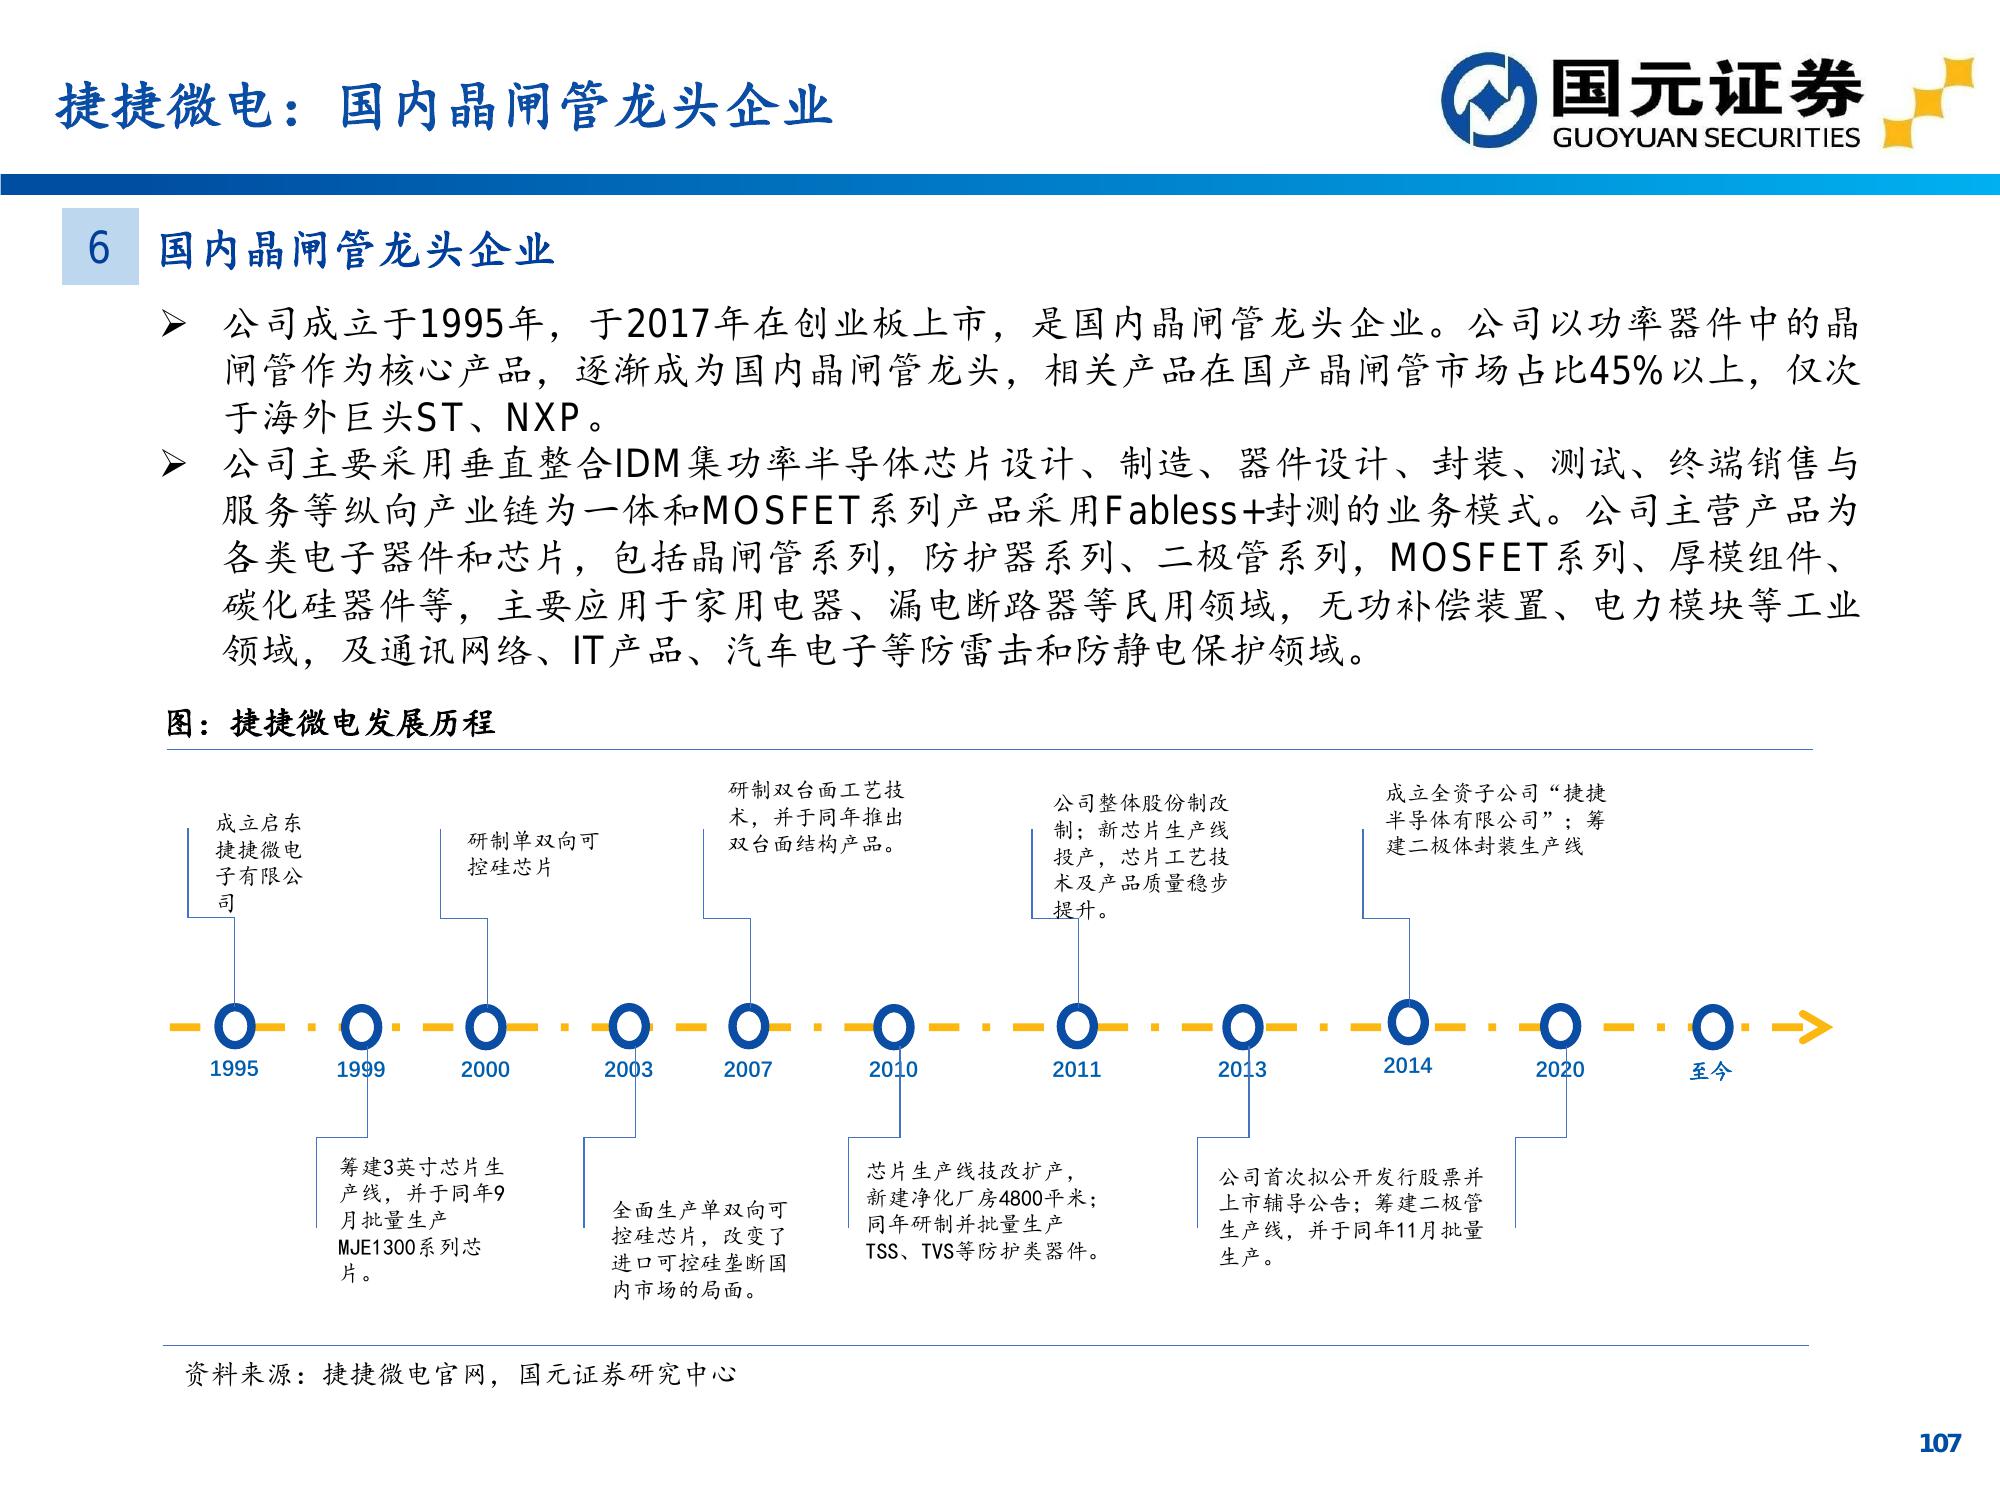 捷捷微电：国内晶闸管龙头企业
国元证券
GUOYUAN SECURITIES
6
国内晶闸管龙头企业
➢ 公司成立于1995年，于2017年在创业板上市，是国内晶闸管龙头企业。公司以功率器件中的晶
闸管作为核心产品，逐渐成为国内晶闸管龙头，相关产品在国产晶闸管市场占比45%以上，仅次
于海外巨头ST、NXP。
➢ 公司主要采用垂直整合IDM集功率半导体芯片设计、制造、器件设计、封装、测试、终端销售与
服务等纵向产业链为一体和MOSFET系列产品采用Fabless+封测的业务模式。公司主营产品为
各类电子器件和芯片，包括晶闸管系列，防护器系列、二极管系列，MOSFET系列、厚模组件、
碳化硅器件等，主要应用于家用电器、漏电断路器等民用领域，无功补偿装置、电力模块等工业
领域，及通讯网络、IT产品、汽车电子等防雷击和防静电保护领域。
图：捷捷微电发展历程
成立启东
捷捷微电
子有限公
司
研制单双向可
控硅芯片
研制双台面工艺技
术，并于同年推出
双台面结构产品。
公司整体股份制改
制；新芯片生产线
投产，芯片工艺技
术及产品质量稳步
提升。
成立全资子公司“捷捷
半导体有限公司”；筹
建二极体封装生产线
1995
1999
2000
2003
2007
2010
2011
2013
2014
2020
至今
筹建3英寸芯片生
产线，并于同年9
月批量生产
MJE1300系列芯
片。
全面生产单双向可
控硅芯片，改变了
进口可控硅垄断国
内市场的局面。
芯片生产线技改扩产，
新建净化厂房4800平米；
同年研制并批量生产
TSS、TVS等防护类器件。
公司首次拟公开发行股票并
上市辅导公告；筹建二极管
生产线，并于同年11月批量
生产。
资料来源：捷捷微电官网，国元证券研究中心
107